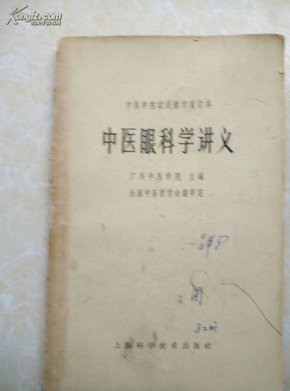 中医学院试用教材重订本
中医眼科学讲义
广州中医学院 主编
全国中医教材会议审定
上海科学技术出版社